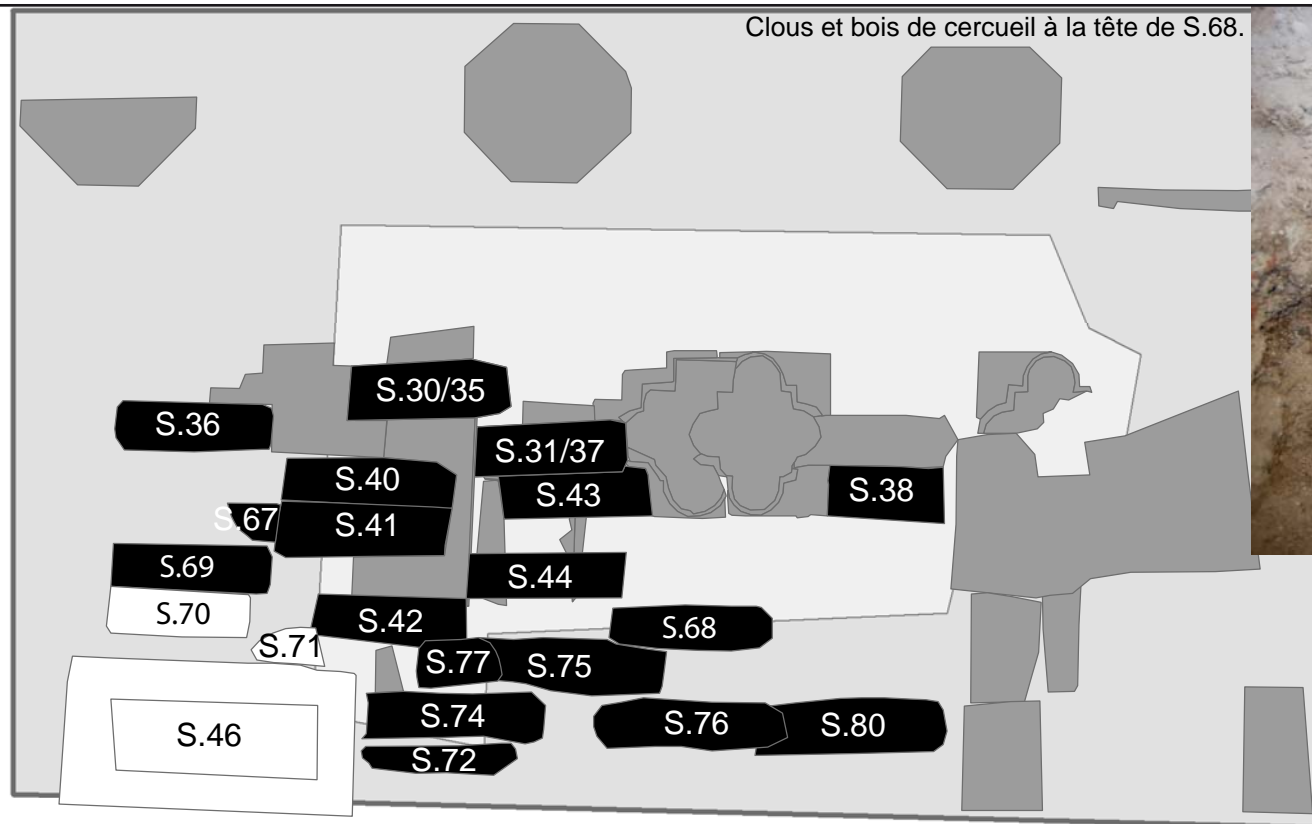 Clous et bois de cercueil à la tête de S.68.
S.30/35
S.36
S.31/37
S.40
S.43
S.38
S.67
S.41
S.69
S.44
S.70
S.42
S.68
S.71
S.77
S.75
S.74
S.76
S.80
S.46
S.72